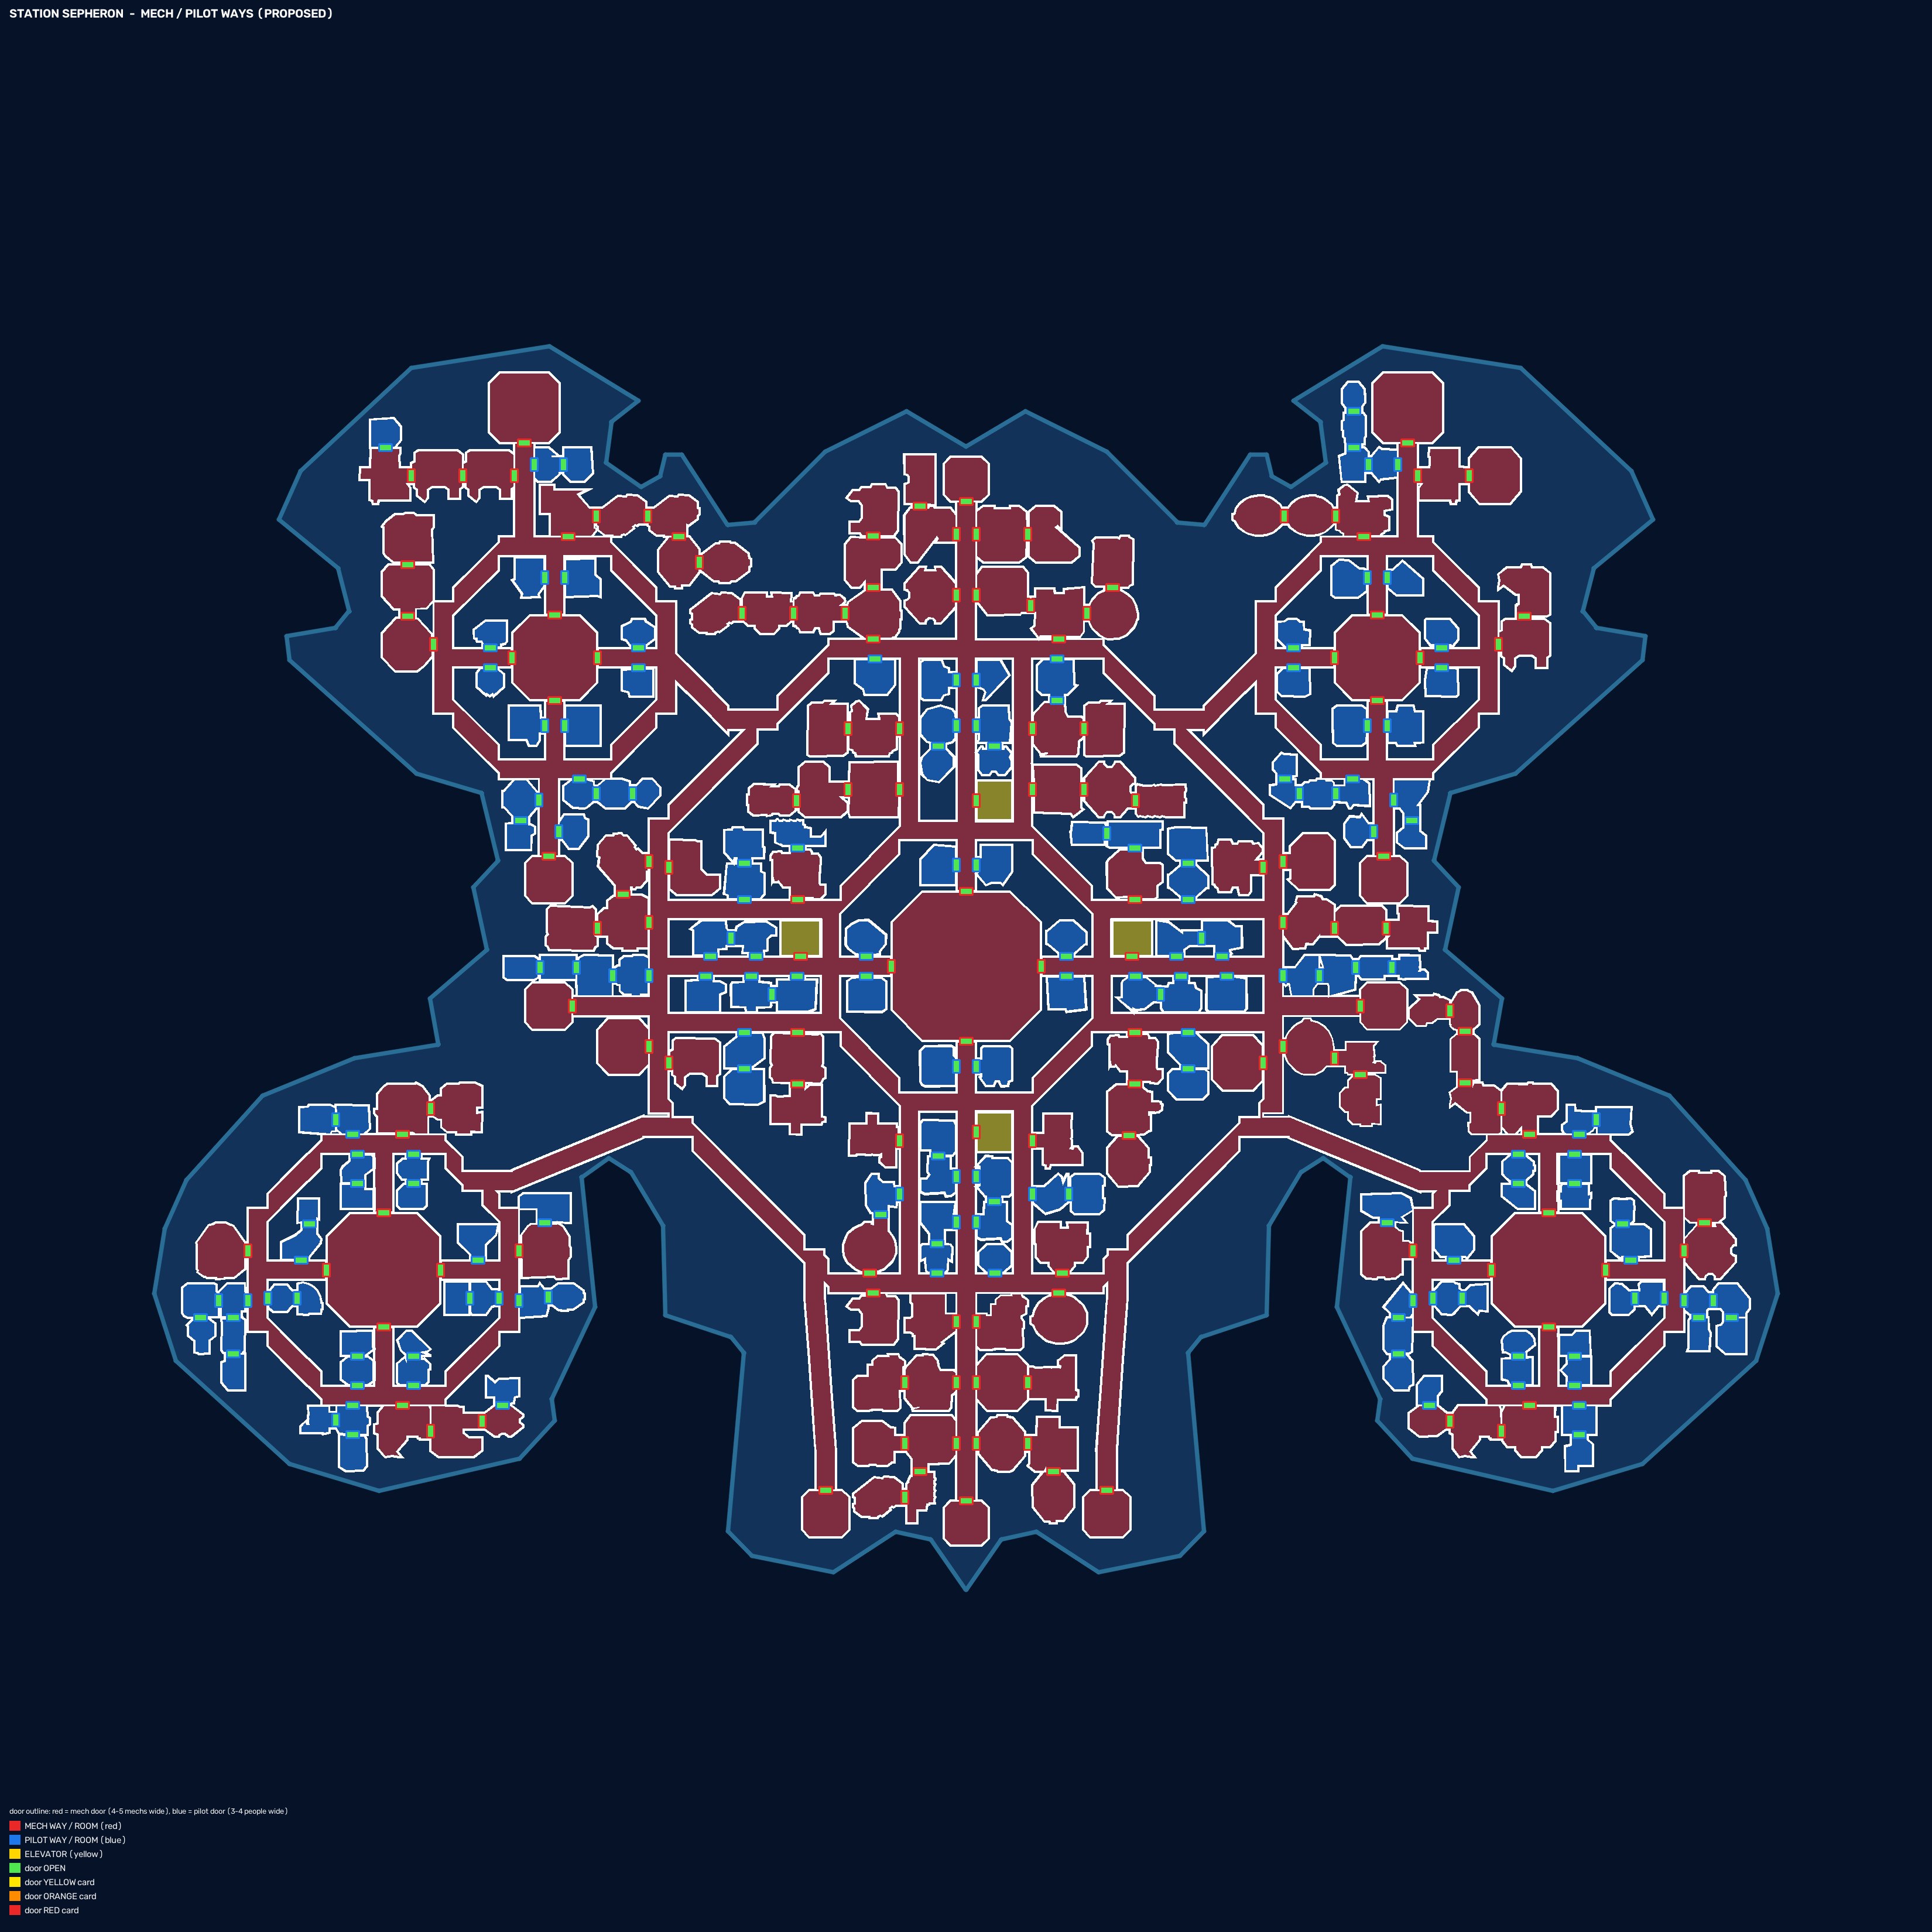 STATION SEPHERON - MECH / PILOT WAYS (PROPOSED)
door outline: red = mech door (4-5 mechs wide), blue = pilot door (3-4 people wide)
MECH WAY / ROOM (red)
PILOT WAY / ROOM (blue)
ELEVATOR (yellow)
door OPEN
door YELLOW card
door ORANGE card
door RED card